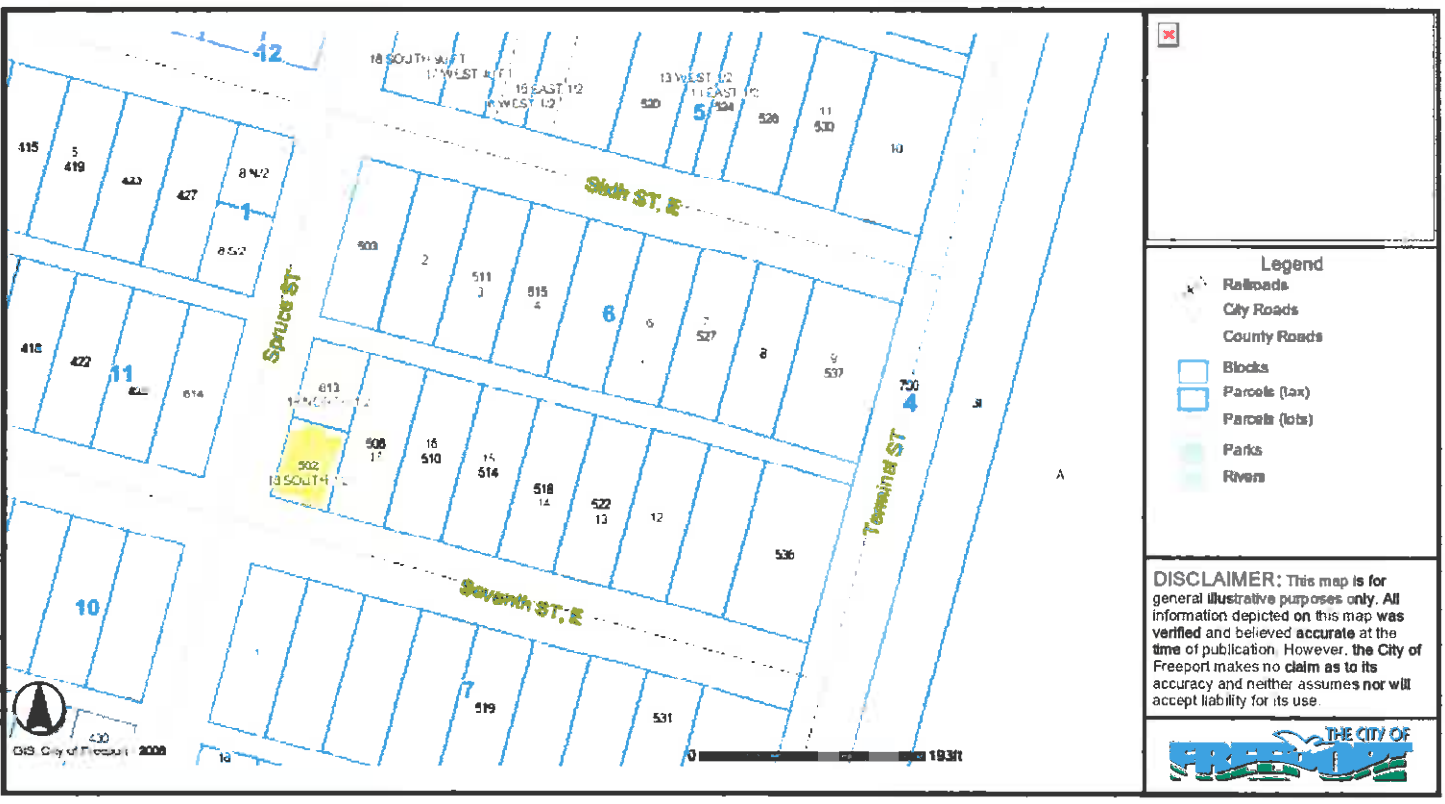 12
18 SOUTH 90 FT
17 WEST 40 FT
16 EAST 1/2
WEST 1/2
13 WEST 1/2
11 EAST 1/2
520
5
524
528
11
530
10
415
5
419
423
427
8 N/2
1
8 S/2
Sixth ST, E
503
2
511
3
515
4
6
6
7
527
8
9
537
700
4
31
A
Spruce ST
Terminal ST
418
422
11
614
613
502
18 SOUTH 1/2
508
17
16
510
15
514
518
14
522
13
12
536
Seventh ST, E
10
1
7
519
531
430
18
GIS, City of Freeport 2008
0
193ft
Legend
Railroads
City Roads
County Roads
Blocks
Parcels (tax)
Parcels (lots)
Parks
Rivers
DISCLAIMER: This map is for
general illustrative purposes only. All
information depicted on this map was
verified and believed accurate at the
time of publication. However, the City of
Freeport makes no claim as to its
accuracy and neither assumes nor will
accept liability for its use.
THE CITY OF
FREEPORT